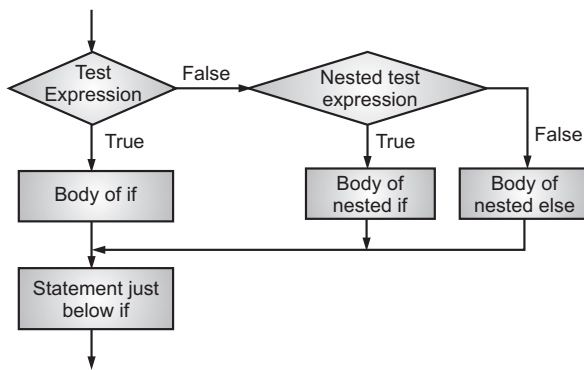 Test
Expression
False
Nested test
expression
True
True
False
Body of if
Body of
nested if
Body of
nested else
Statement just
below if